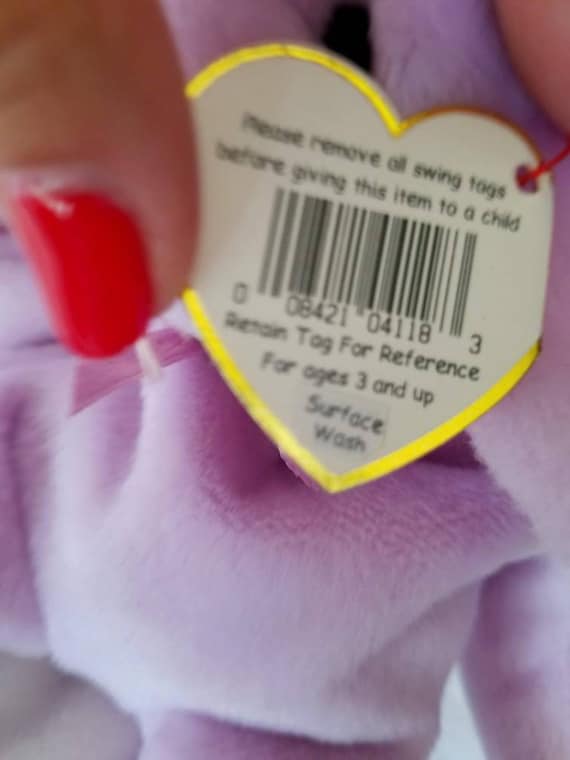 Please remove all swing tags
before giving this item to a child
0 08421 04118 3
Retain Tag For Reference
For ages 3 and up
Surface
Wash